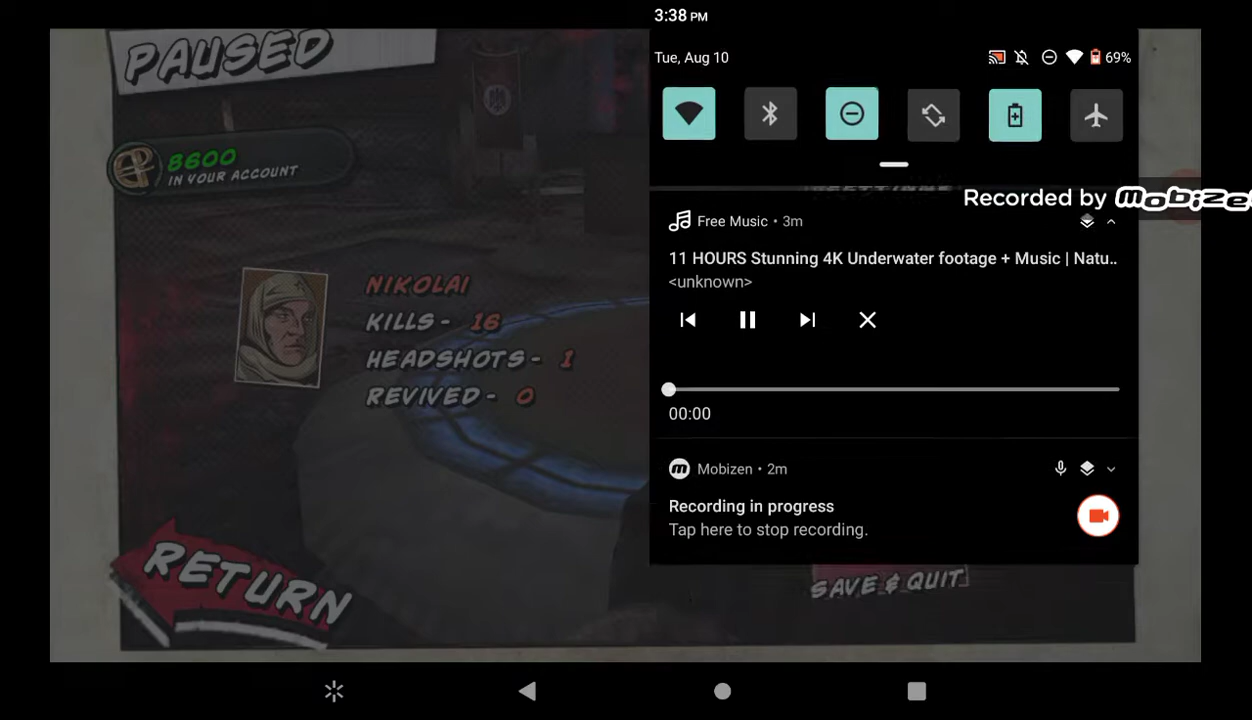 3:38 PM
Tue, Aug 10
69%
PAUSED
8600
IN YOUR ACCOUNT
Recorded by
Free Music • 3m
11 HOURS Stunning 4K Underwater footage + Music | Natu..
<unknown>
NIKOLAI
KILLS- 16
HEADSHOTS- 1
REVIVED- 0
00:00
Mobizen • 2m
Recording in progress
Tap here to stop recording.
RETURN
SAVE & QUIT